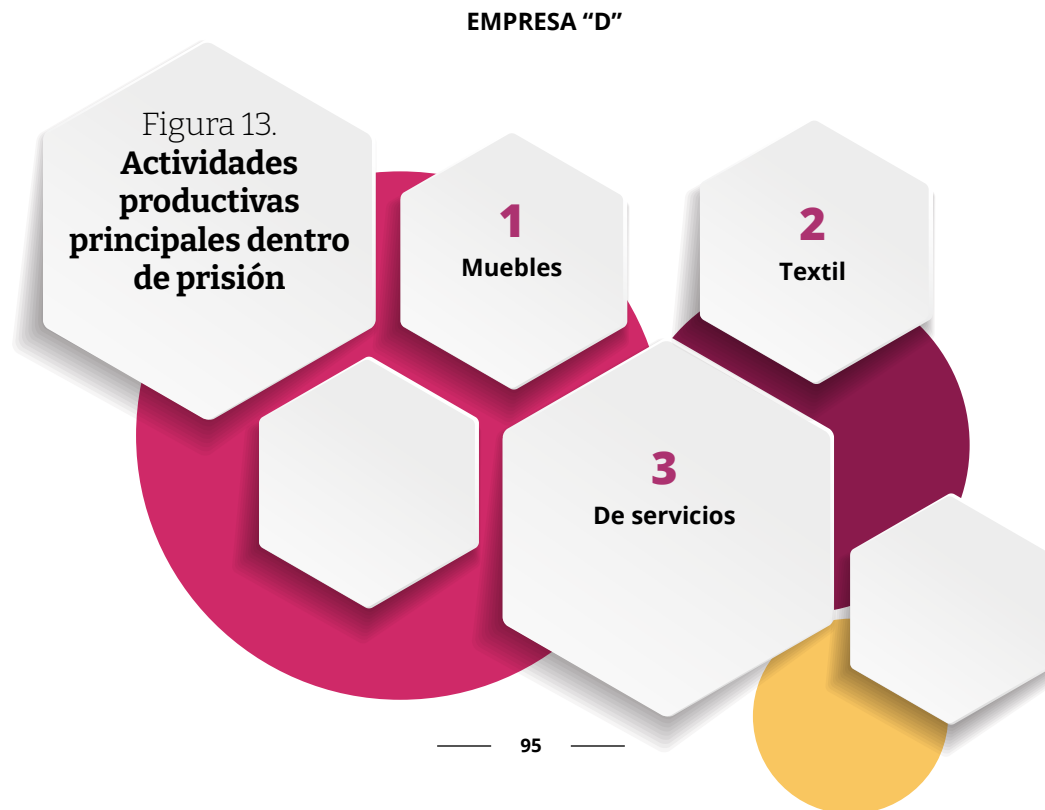 EMPRESA “D”
Figura 13.
Actividades
productivas
principales dentro
de prisión
1
Muebles
2
Textil
3
De servicios
95